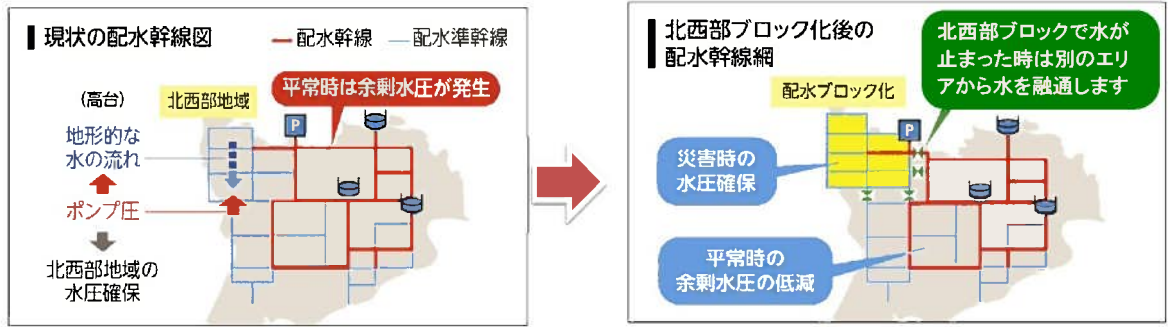 現状の配水幹線図
配水幹線
配水準幹線
平常時は余剰水圧が発生
(高台)
北西部地域
P
地形的な
水の流れ
ポンプ圧
北西部地域の
水圧確保
北西部ブロック化後の
配水幹線網
北西部ブロックで水が
止まった時は別のエリ
アから水を融通します
配水ブロック化
P
災害時の
水圧確保
平常時の
余剰水圧の低減